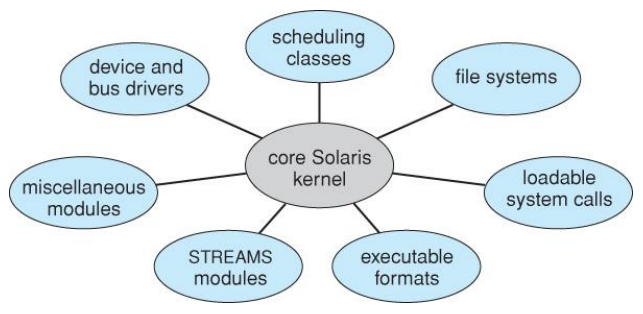 scheduling
classes
device and
bus drivers
file systems
core Solaris
kernel
miscellaneous
modules
loadable
system calls
STREAMS
modules
executable
formats